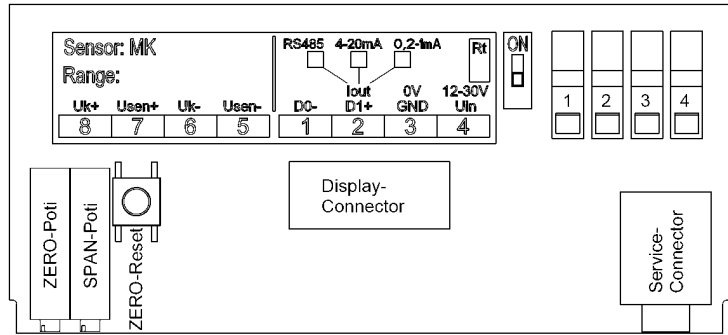 Sensor: MK
Range:
RS485 4-20mA 0,2-1mA Rt
ON
Iout 0V 12-30V
Uk+ Usen+ Uk- Usen- D0- D1+ GND Uin
8 7 6 5 1 2 3 4
1 2 3 4
ZERO-Poti
SPAN-Poti
ZERO-Reset
Display-
Connector
Service-
Connector